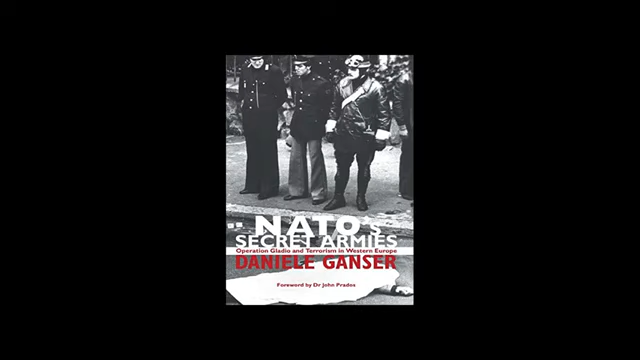 NATO's
SECRET ARMIES
Operation Gladio and Terrorism in Western Europe
DANIELE GANSER
Foreword by Dr John Prados